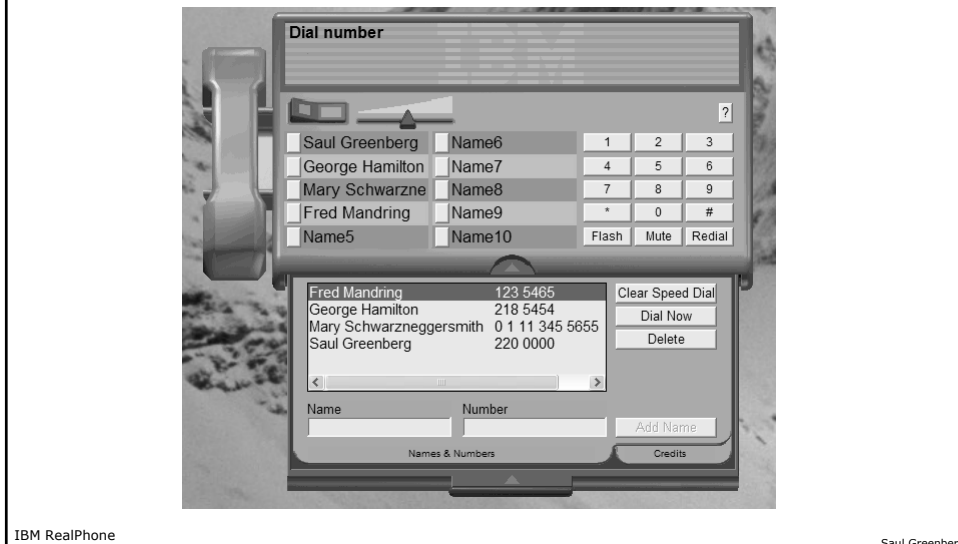 Dial number
IBM
?
Saul Greenberg Name6 1 2 3
George Hamilton Name7 4 5 6
Mary Schwarzne Name8 7 8 9
Fred Mandring Name9 * 0 #
Name5 Name10 Flash Mute Redial
Fred Mandring 123 5465 Clear Speed Dial
George Hamilton 218 5454 Dial Now
Mary Schwarzneggersmith 0 1 11 345 5655
Saul Greenberg 220 0000 Delete
Name Number
Add Name
Names & Numbers Credits
IBM RealPhone
Saul Greenber